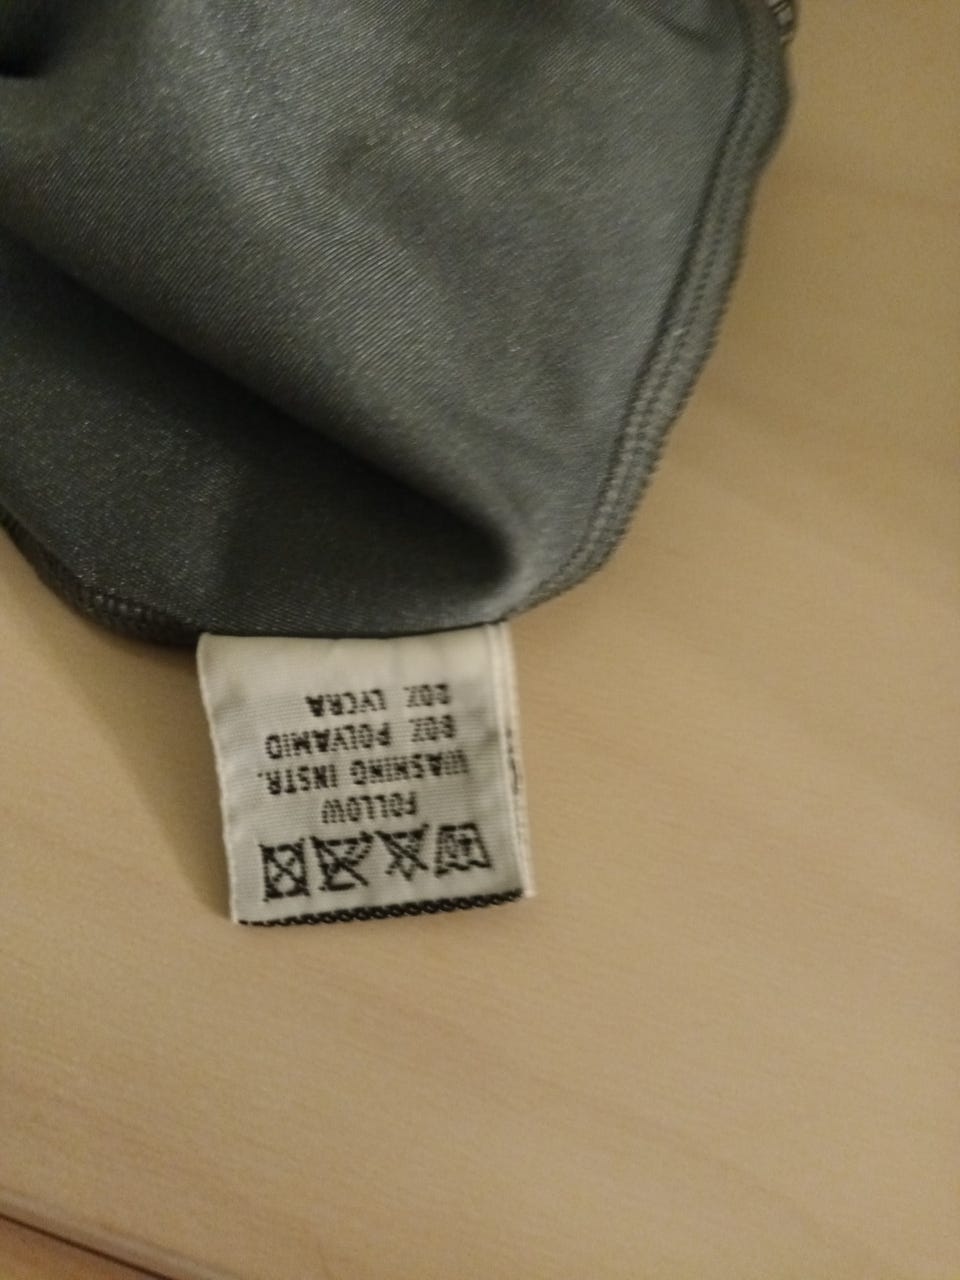 FOLLOW
WASHING INSTR.
80% POLYAMID
20% LYCRA